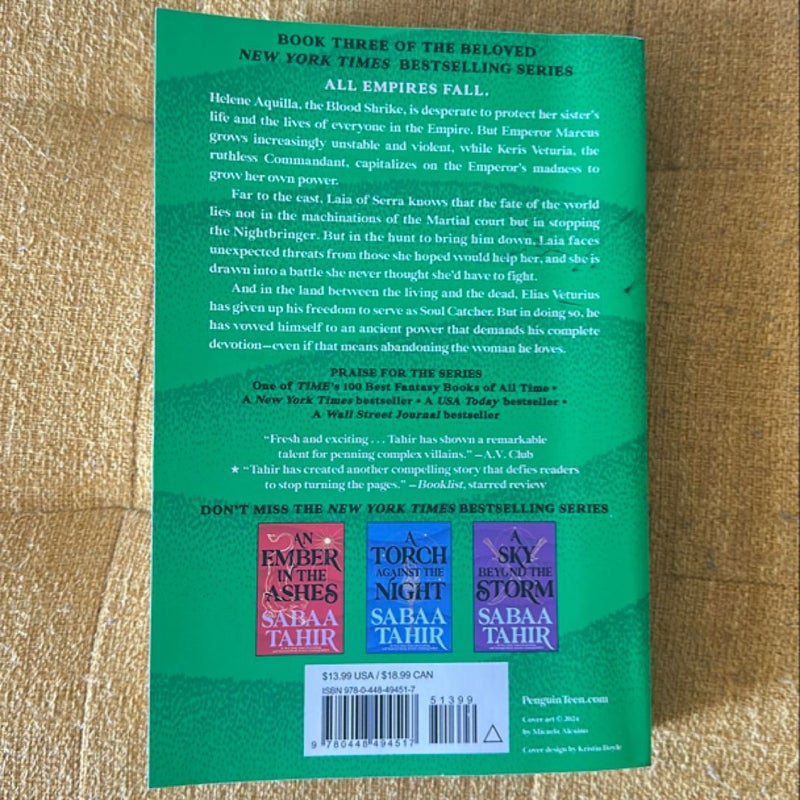 BOOK THREE OF THE BELOVED
NEW YORK TIMES BESTSELLING SERIES
ALL EMPIRES FALL.
Helene Aquilla, the Blood Shrike, is desperate to protect her sister's
life and the lives of everyone in the Empire. But Emperor Marcus
grows increasingly unstable and violent, while Keris Veturia, the
ruthless Commandant, capitalizes on the Emperor's madness to
grow her own power.
Far to the east, Laia of Serra knows that the fate of the world
lies not in the machinations of the Martial court but in stopping
the Nightbringer. But in the hunt to bring him down, Laia faces
unexpected threats from those she hoped would help her, and she is
drawn into a battle she never thought she'd have to fight.
And in the land between the living and the dead, Elias Veturius
has given up his freedom to serve as Soul Catcher. But in doing so, he
has vowed himself to an ancient power that demands his complete
devotion—even if that means abandoning the woman he loves.
PRAISE FOR THE SERIES
One of TIME's 100 Best Fantasy Books of All Time •
A New York Times bestseller • A USA Today bestseller •
A Wall Street Journal bestseller
"Fresh and exciting . . . Tahir has shown a remarkable
talent for penning complex villains." —A.V. Club
★ "Tahir has created another compelling story that defies readers
to stop turning the pages." —Booklist, starred review
DON'T MISS THE NEW YORK TIMES BESTSELLING SERIES
AN
EMBER
IN THE
ASHES
SABAA
TAHIR
A
TORCH
AGAINST THE
NIGHT
SABAA
TAHIR
A
SKY
BEYOND THE
STORM
SABAA
TAHIR
$13.99 USA / $18.99 CAN
ISBN 978-0-448-49451-7
51399
9 780448 494517
PenguinTeen.com
Cover art © 2024
by Micaela Alcaino
Cover design by Kristin Boyle